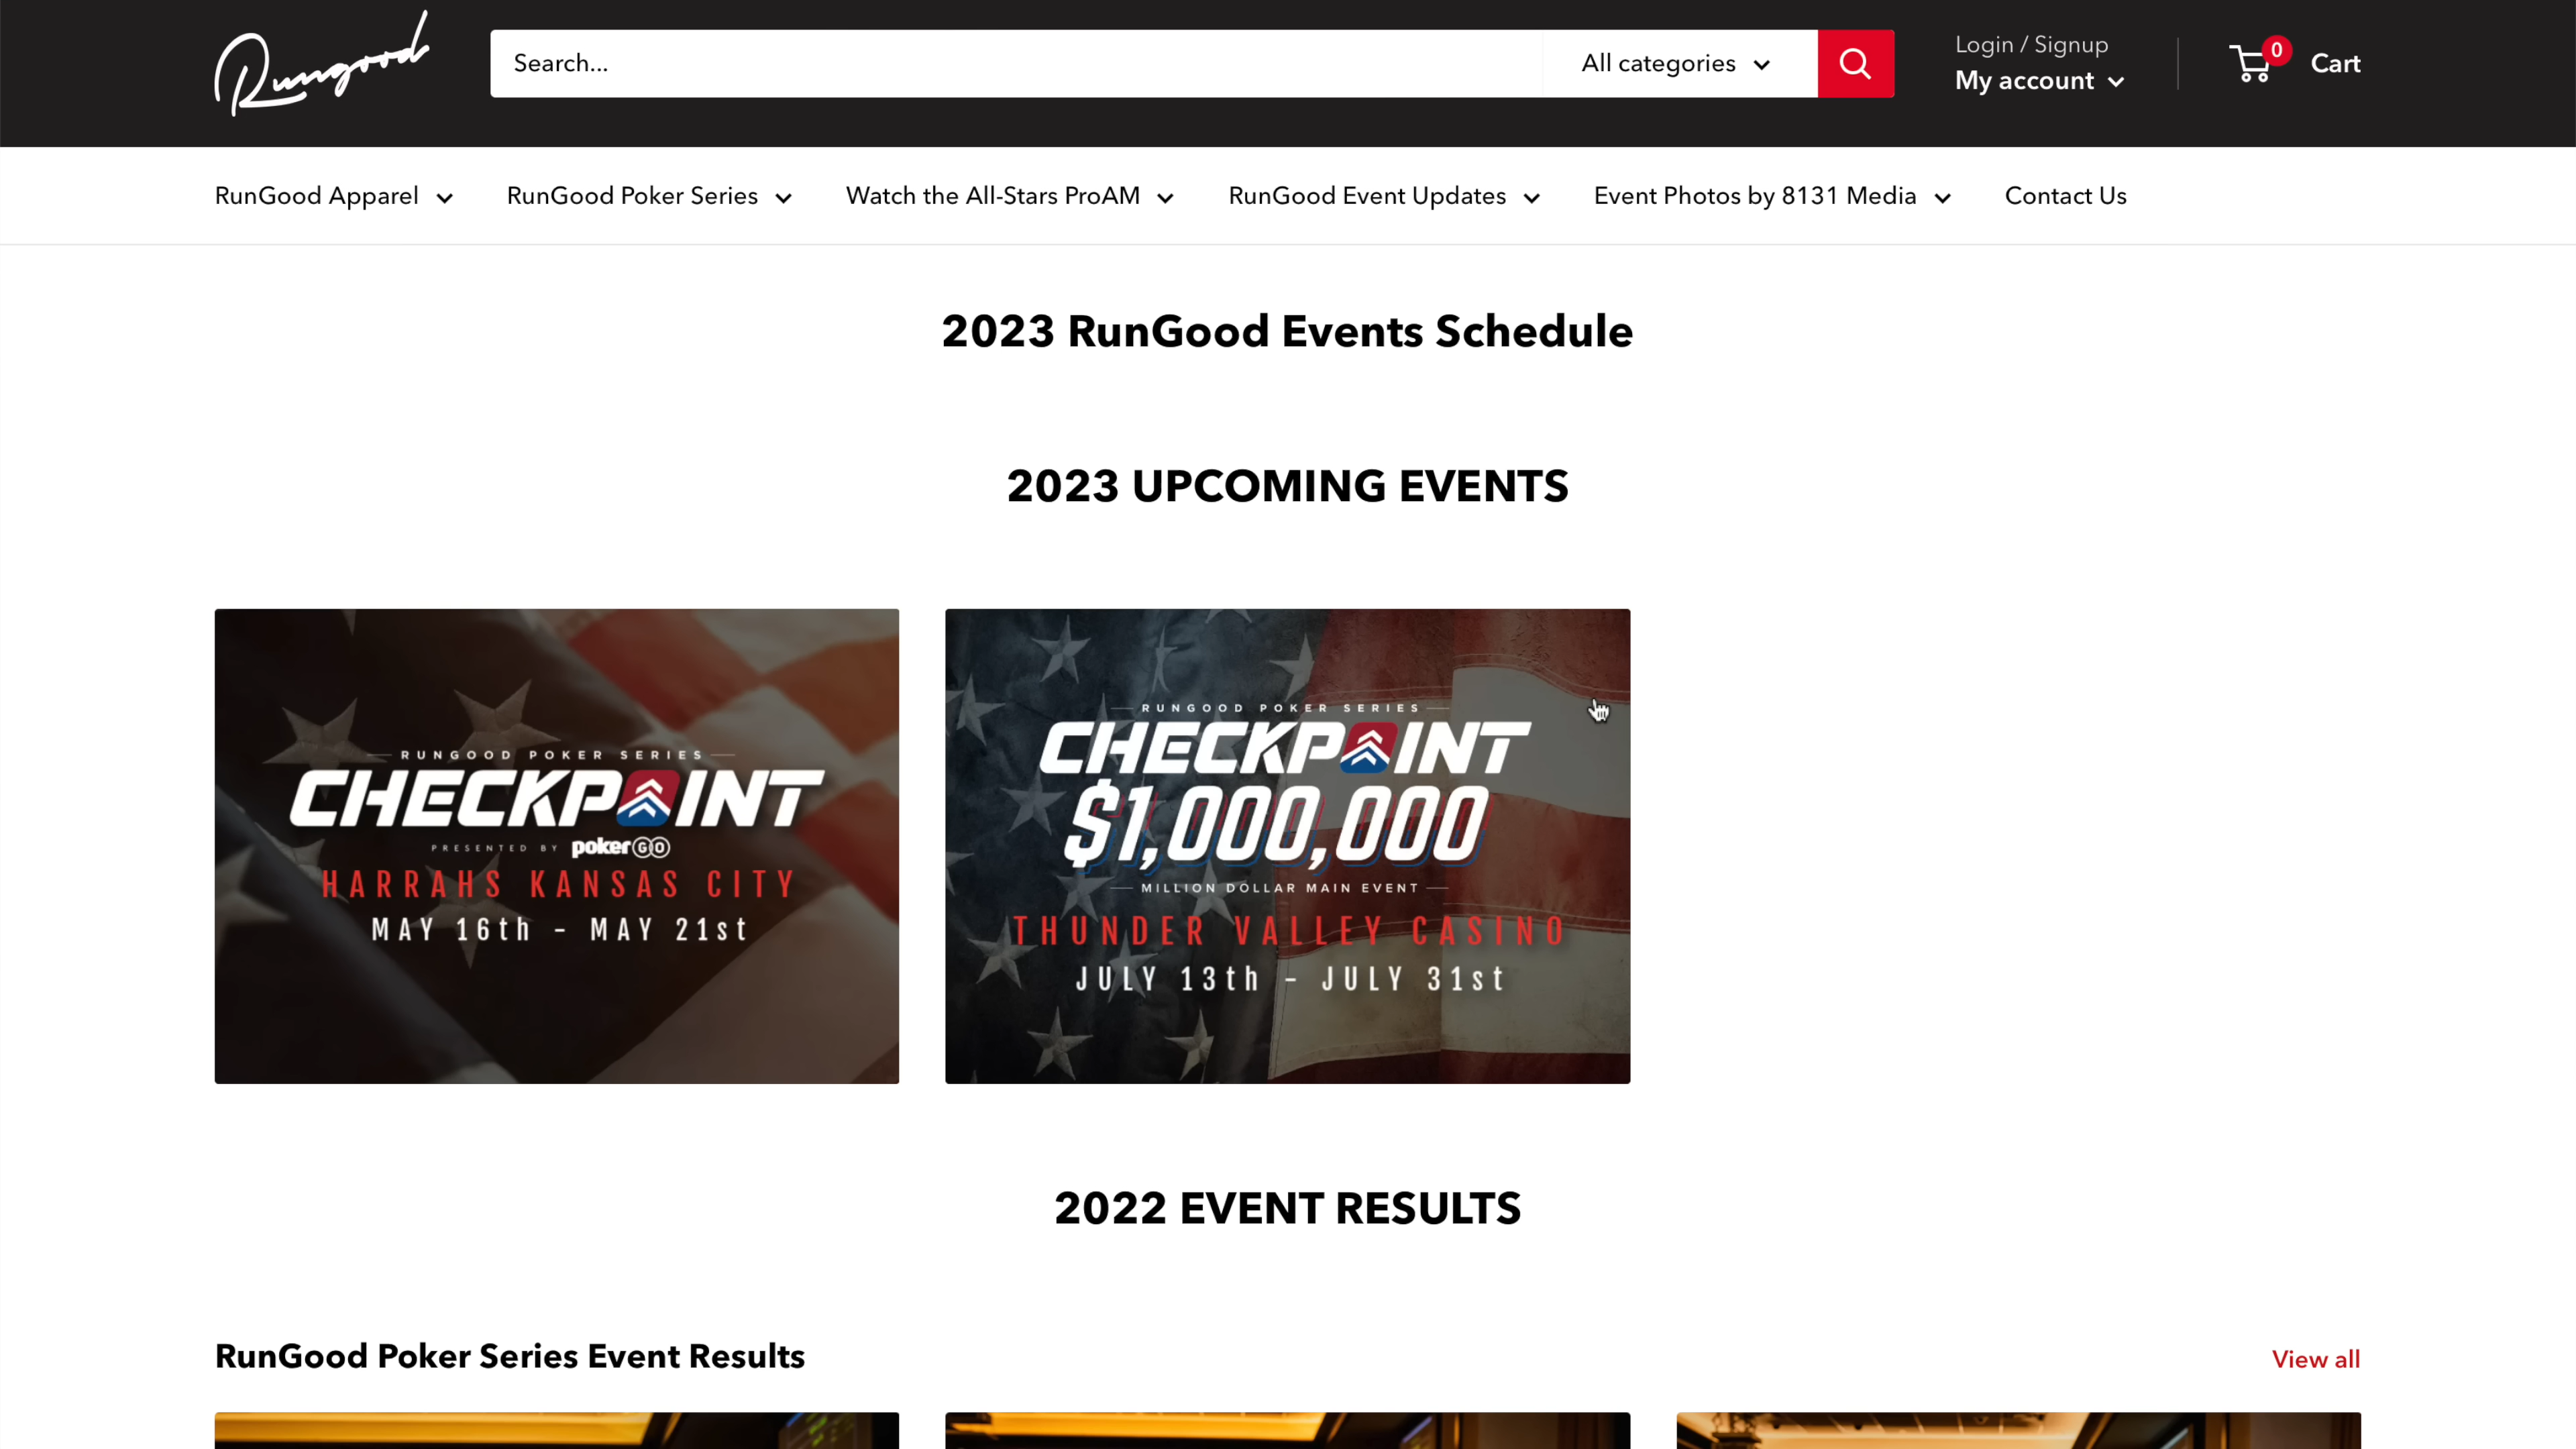 Rungood
Search...
All categories
Login / Signup
My account
0
Cart
RunGood Apparel
RunGood Poker Series
Watch the All-Stars ProAM
RunGood Event Updates
Event Photos by 8131 Media
Contact Us
2023 RunGood Events Schedule
2023 UPCOMING EVENTS
RUNGOOD POKER SERIES
CHECKPOINT
PRESENTED BY pokerGO
HARRAHS KANSAS CITY
MAY 16th - MAY 21st
RUNGOOD POKER SERIES
CHECKPOINT
$1,000,000
MILLION DOLLAR MAIN EVENT
THUNDER VALLEY CASINO
JULY 13th - JULY 31st
2022 EVENT RESULTS
RunGood Poker Series Event Results
View all